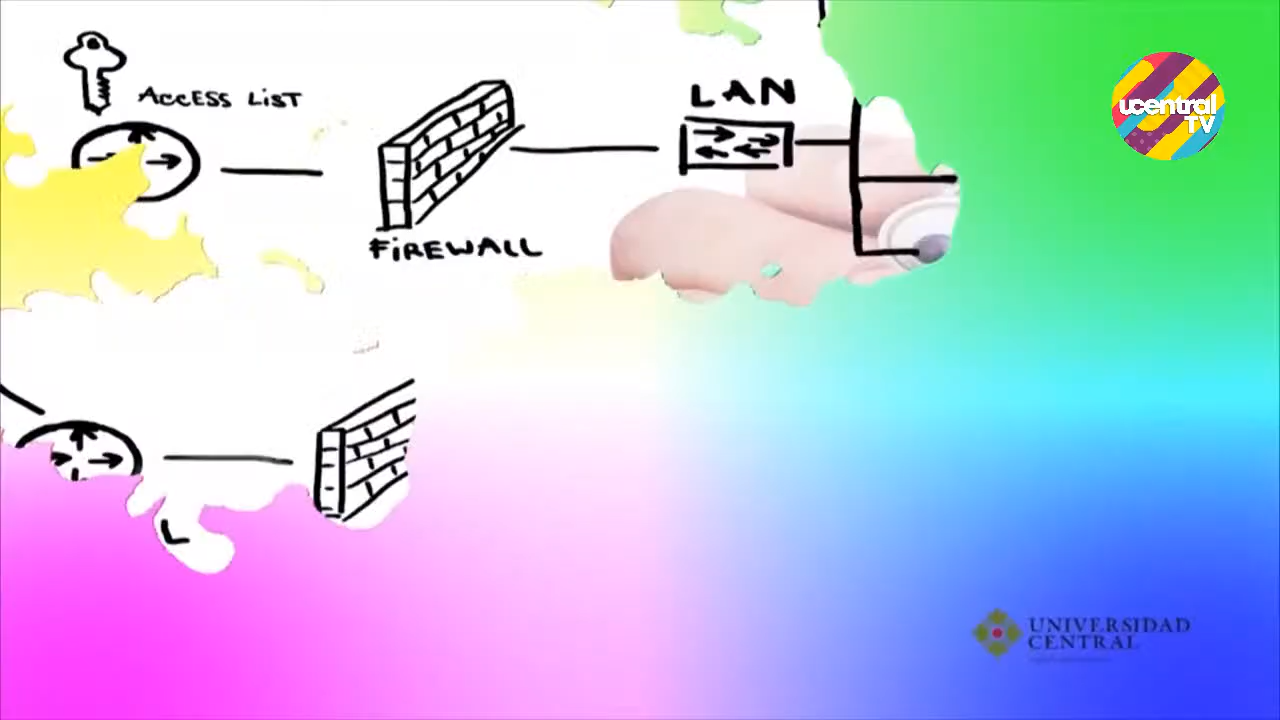 ACCESS LIST
LAN
ucentral
TV
FIREWALL
L
UNIVERSIDAD
CENTRAL